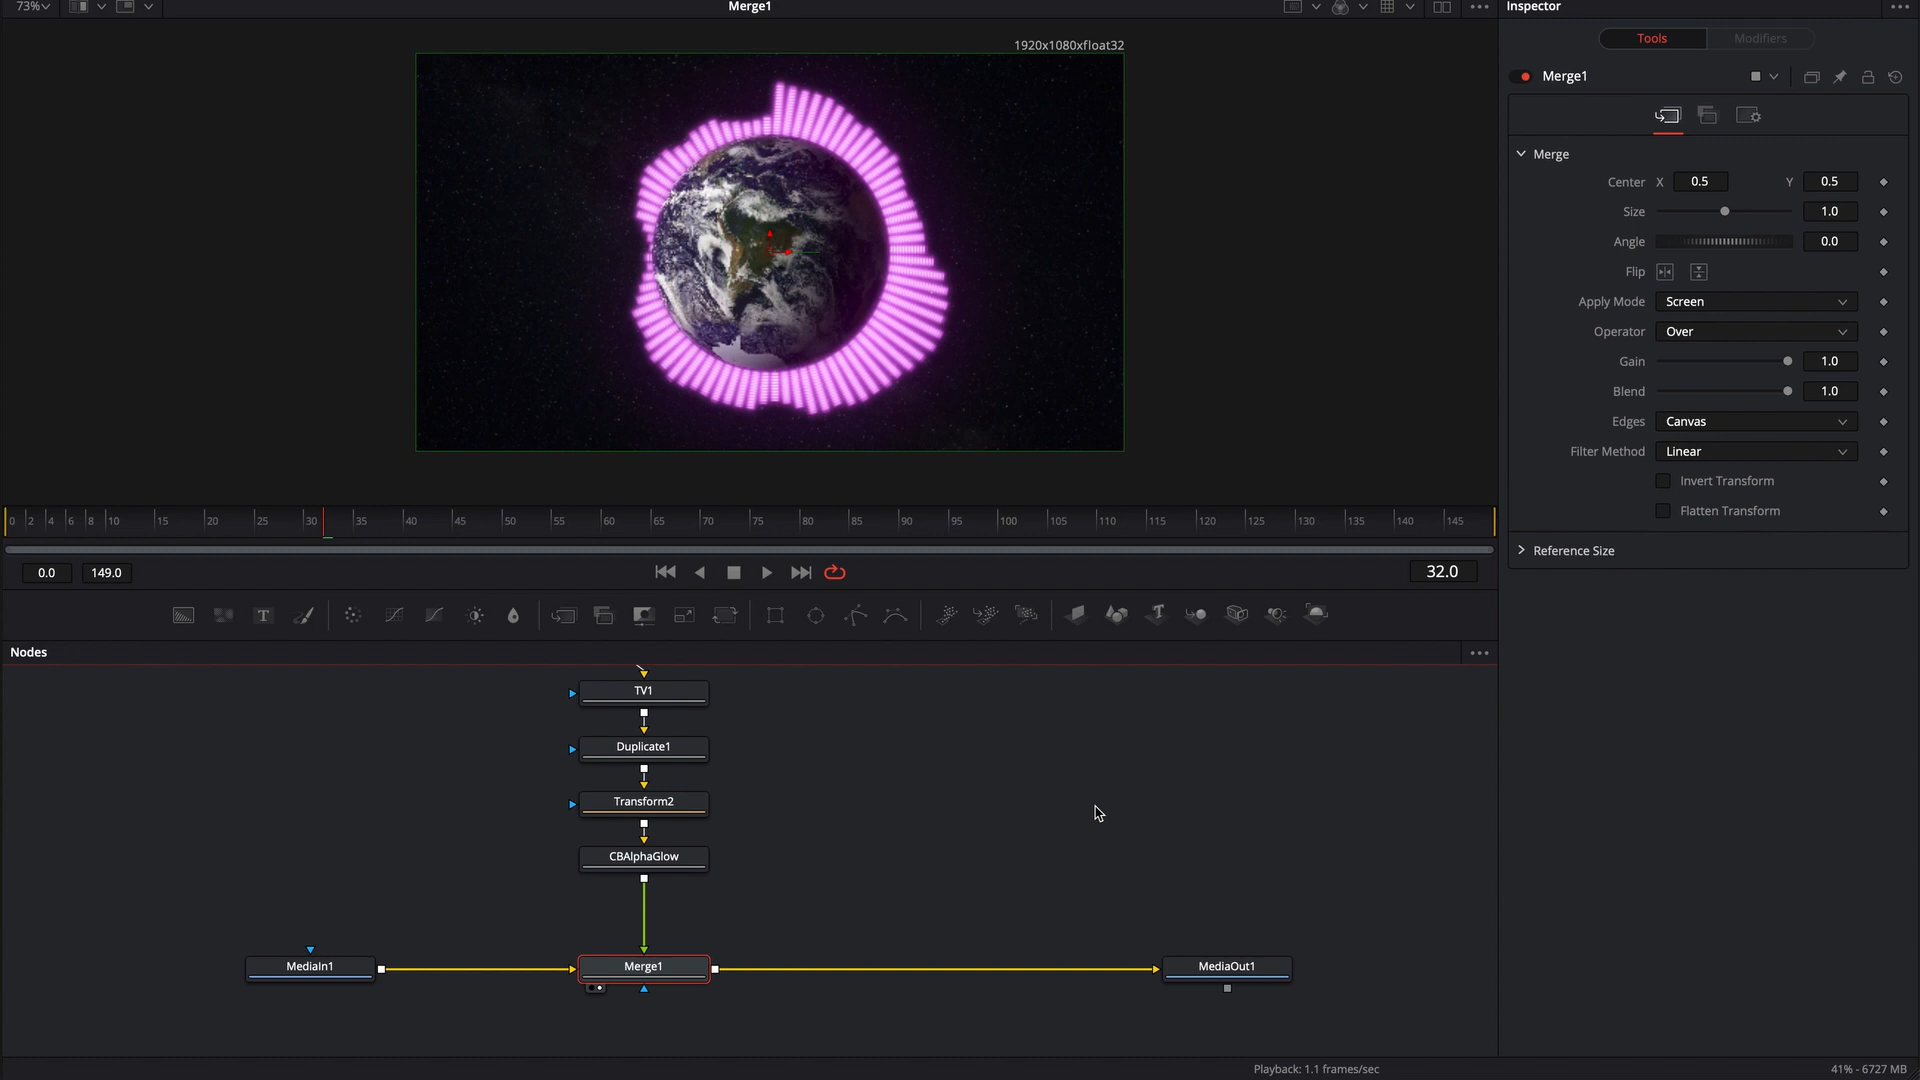 73%
Merge1
Inspector
1920x1080xfloat32
Tools
Modifiers
Merge1
Merge
Center X 0.5 Y 0.5
Size 1.0
Angle 0.0
Flip
Apply Mode Screen
Operator Over
Gain 1.0
Blend 1.0
Edges Canvas
Filter Method Linear
Invert Transform
Flatten Transform
Reference Size
0 2 4 6 8 10 15 20 25 30 35 40 45 50 55 60 65 70 75 80 85 90 95 100 105 110 115 120 125 130 135 140 145
0.0 149.0 32.0
T
Nodes
TV1
Duplicate1
Transform2
CBAlphaGlow
MediaIn1
Merge1
MediaOut1
Playback: 1.1 frames/sec
41% - 6727 MB